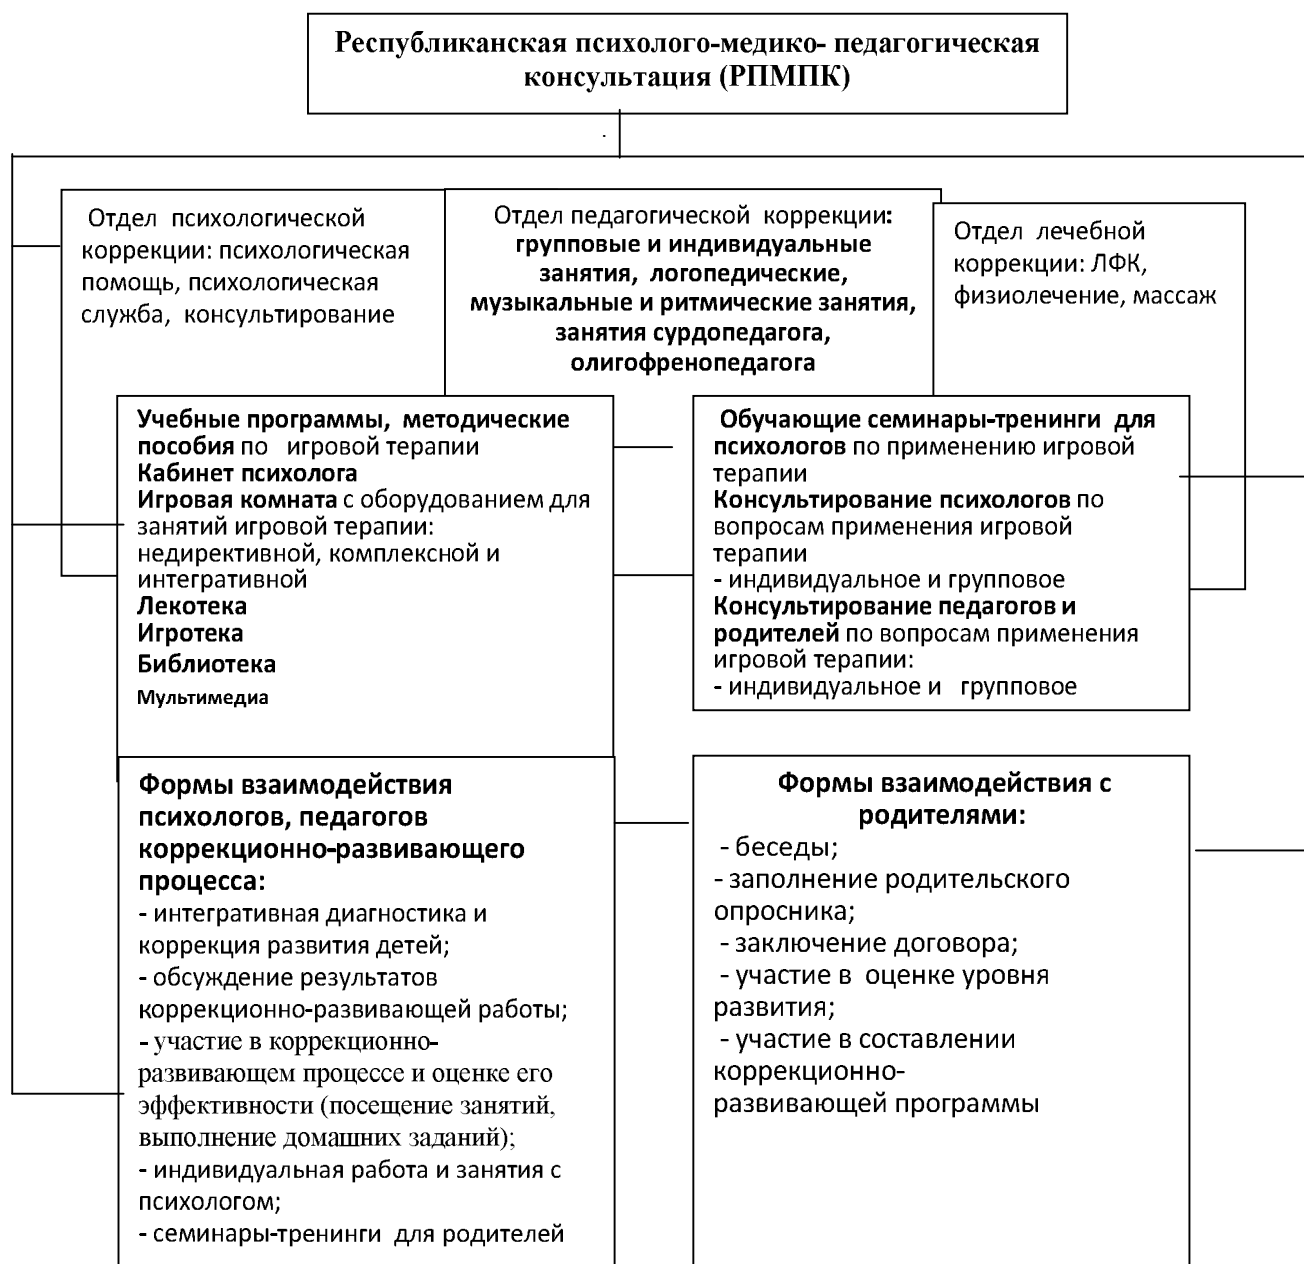 Республиканская психолого-медико- педагогическая
консультация (РПМПК)
Отдел психологической
коррекции: психологическая
помощь, психологическая
служба, консультирование
Отдел педагогической коррекции:
групповые и индивидуальные
занятия, логопедические,
музыкальные и ритмические занятия,
занятия сурдопедагога,
олигофренопедагога
Отдел лечебной
коррекции: ЛФК,
физиолечение, массаж
Учебные программы, методические
пособия по игровой терапии
Кабинет психолога
Игровая комната с оборудованием для
занятий игровой терапии:
недирективной, комплексной и
интегративной
Лекотека
Игротека
Библиотека
Мультимедиа
Обучающие семинары-тренинги для
психологов по применению игровой
терапии
Консультирование психологов по
вопросам применения игровой
терапии
- индивидуальное и групповое
Консультирование педагогов и
родителей по вопросам применения
игровой терапии:
- индивидуальное и групповое
Формы взаимодействия
психологов, педагогов
коррекционно-развивающего
процесса:
- интегративная диагностика и
коррекция развития детей;
- обсуждение результатов
коррекционно-развивающей работы;
- участие в коррекционно-
развивающем процессе и оценке его
эффективности (посещение занятий,
выполнение домашних заданий);
- индивидуальная работа и занятия с
психологом;
- семинары-тренинги для родителей
Формы взаимодействия с
родителями:
- беседы;
- заполнение родительского
опросника;
- заключение договора;
- участие в оценке уровня
развития;
- участие в составлении
коррекционно-
развивающей программы